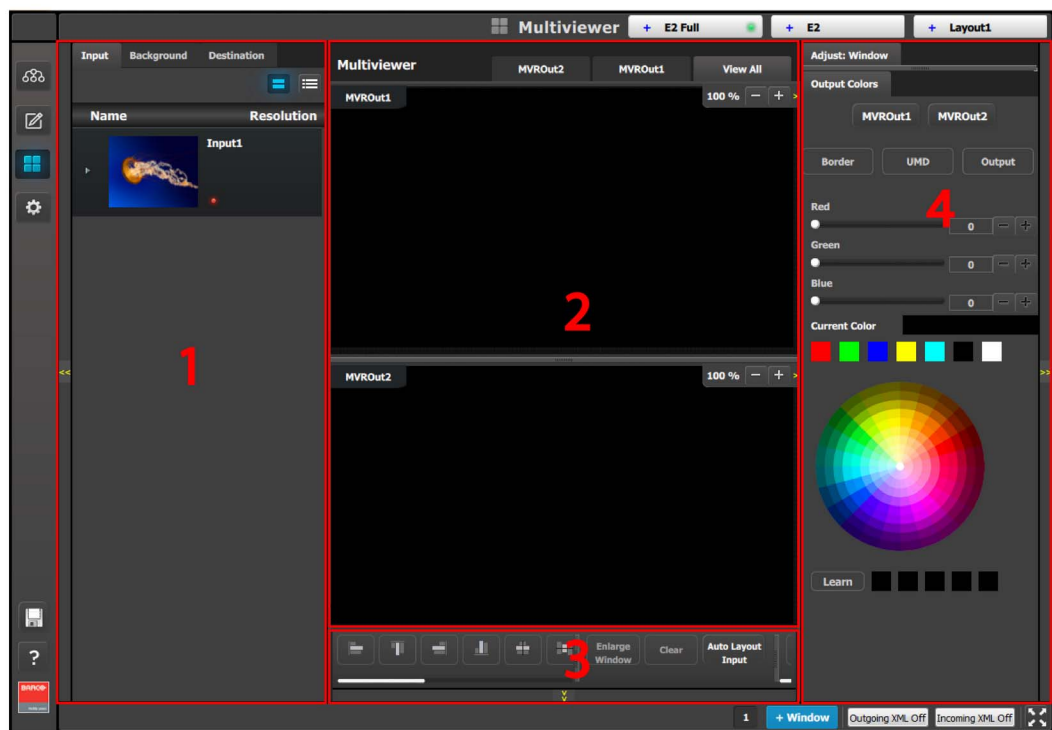 Multiviewer
+ E2 Full
+ E2
+ Layout1
Input Background Destination
Name Resolution
Input1
1
<<
Multiviewer
MVROut2 MVROut1 View All
MVROut1
100 % − + >
2
MVROut2
100 % − + >
Enlarge Window
Clear
Auto Layout Input
3
Adjust: Window
Output Colors
MVROut1 MVROut2
Border UMD Output
4
Red
0 − +
Green
0 − +
Blue
0 − +
Current Color
>>
Learn
?
BARCO
1
+ Window
Outgoing XML Off
Incoming XML Off